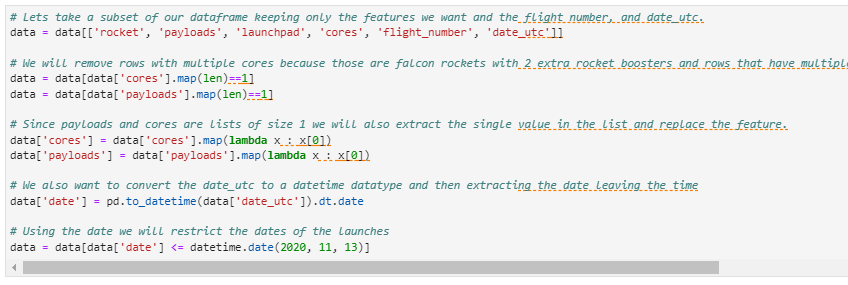 # Lets take a subset of our dataframe keeping only the features we want and the flight number, and date_utc.
data = data[['rocket', 'payloads', 'launchpad', 'cores', 'flight_number', 'date_utc']]
# We will remove rows with multiple cores because those are falcon rockets with 2 extra rocket boosters and rows that have multiple
data = data[data['cores'].map(len)==1]
data = data[data['payloads'].map(len)==1]
# Since payloads and cores are lists of size 1 we will also extract the single value in the list and replace the feature.
data['cores'] = data['cores'].map(lambda x : x[0])
data['payloads'] = data['payloads'].map(lambda x : x[0])
# We also want to convert the date_utc to a datetime datatype and then extracting the date leaving the time
data['date'] = pd.to_datetime(data['date_utc']).dt.date
# Using the date we will restrict the dates of the launches
data = data[data['date'] <= datetime.date(2020, 11, 13)]